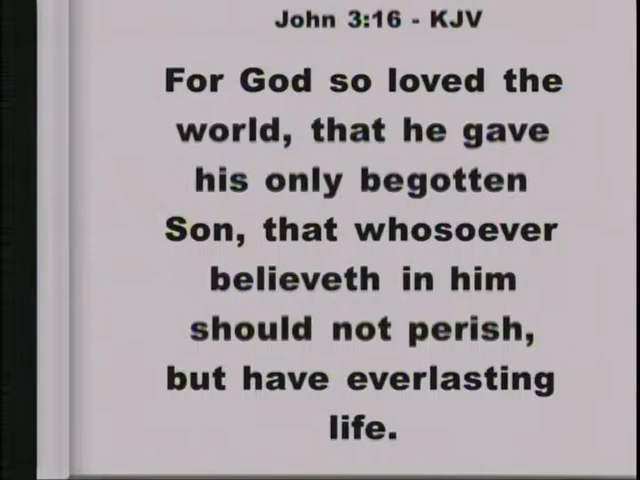 John 3:16 - KJV
For God so loved the
world, that he gave
his only begotten
Son, that whosoever
believeth in him
should not perish,
but have everlasting
life.